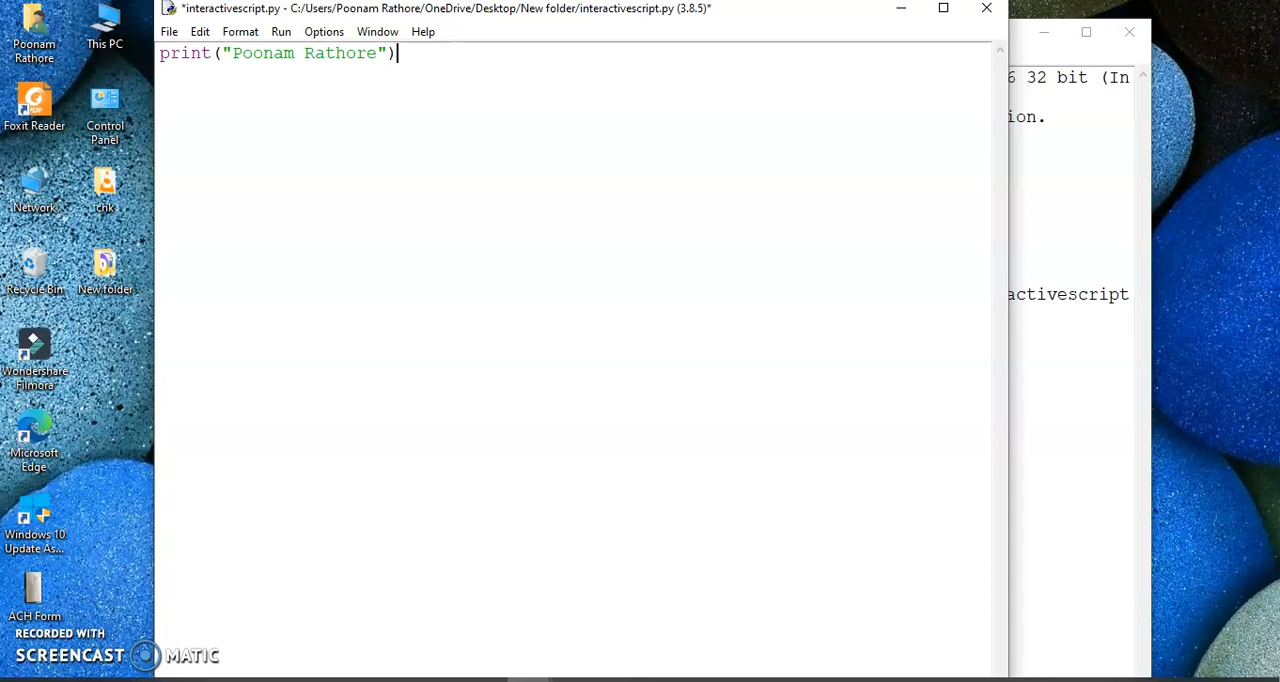 *interactivescript.py - C:/Users/Poonam Rathore/OneDrive/Desktop/New folder/interactivescript.py (3.8.5)*
File Edit Format Run Options Window Help
print("Poonam Rathore")
6 32 bit (In
ion.
activescript
Poonam
Rathore
This PC
Foxit Reader
Control
Panel
Network
chk
Recycle Bin
New folder
Wondershare
Filmora
Microsoft
Edge
Windows 10
Update As...
ACH Form
RECORDED WITH
SCREENCAST MATIC